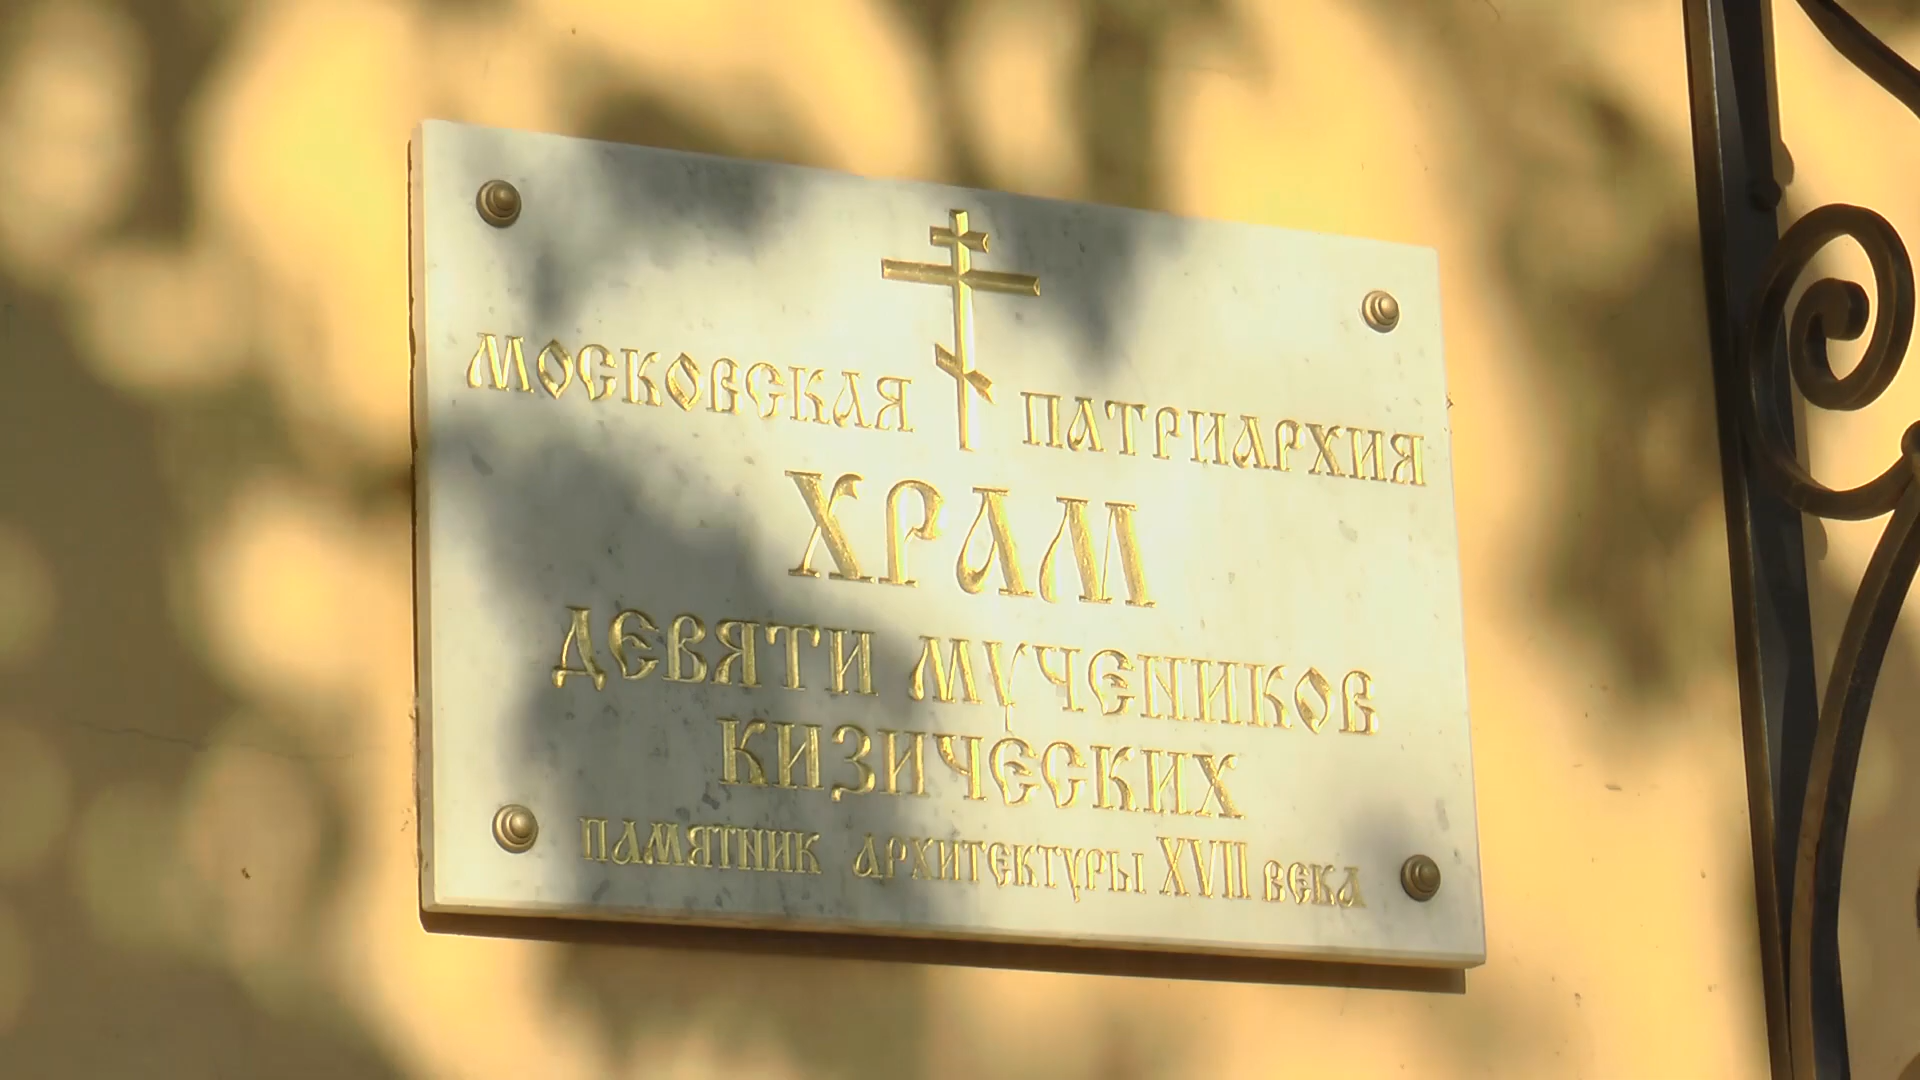 МОСКОВСКАЯ ПАТРИАРХИЯ
ХРАМ
ДЕВЯТИ МУЧЕНИКОВ
КИЗИЧЕСКИХ
ПАМЯТНИК АРХИТЕКТУРЫ XVII ВЕКА